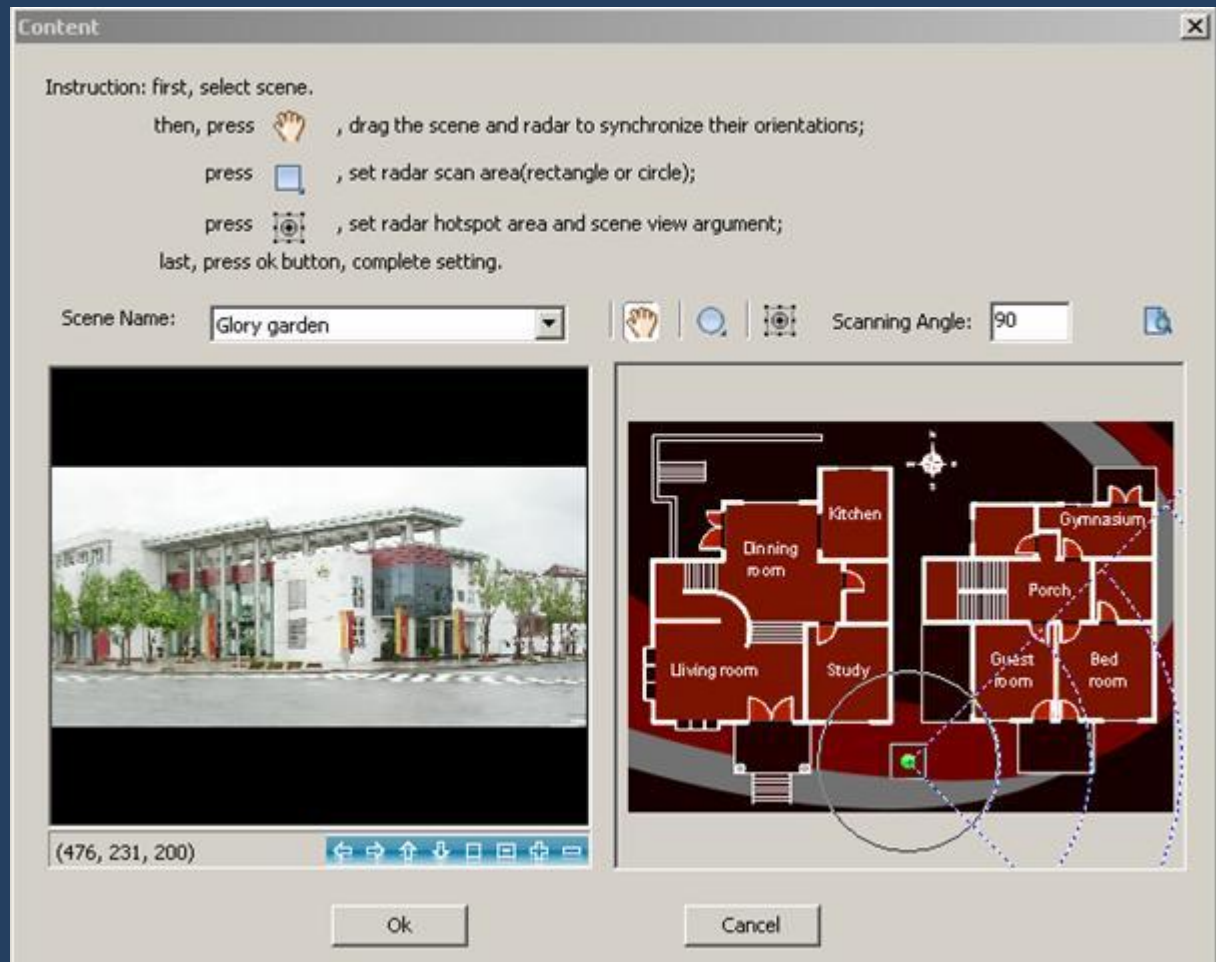 Content
Instruction: first, select scene.
then, press , drag the scene and radar to synchronize their orientations;
press , set radar scan area(rectangle or circle);
press , set radar hotspot area and scene view argument;
last, press ok button, complete setting.
Scene Name: Glory garden Scanning Angle: 90
Kitchen
Gymnasium
Dinning
room
Porch
Lliving room
Study
Guest
room
Bed
room
(476, 231, 200)
Ok Cancel